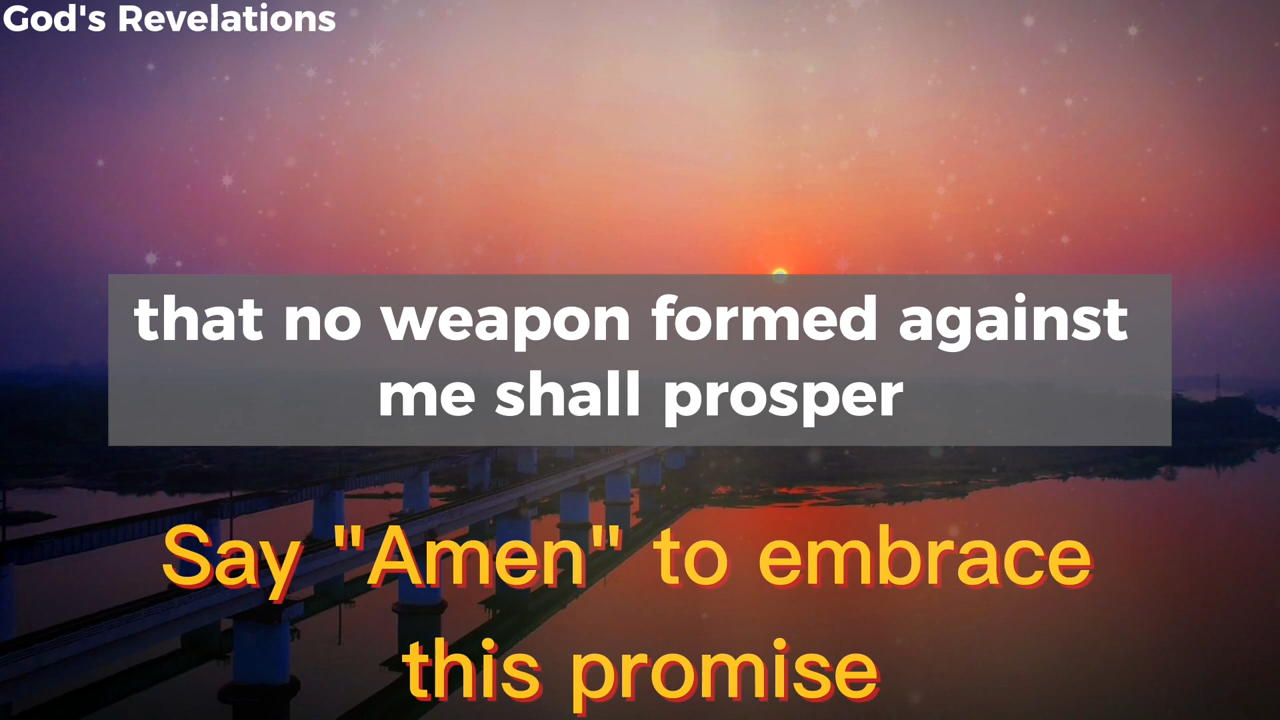 God's Revelations
that no weapon formed against
me shall prosper
Say "Amen" to embrace
this promise